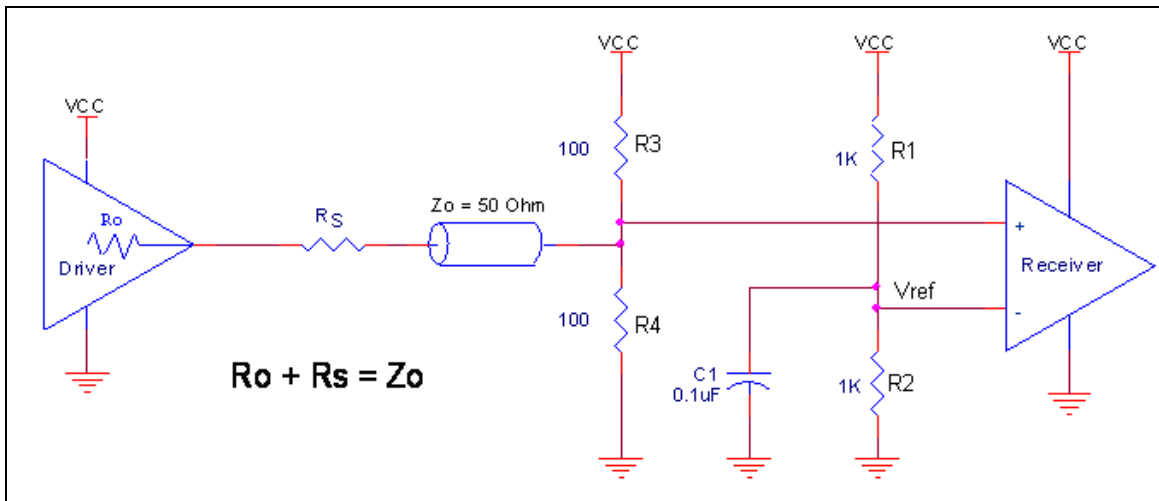 VCC
VCC
VCC
VCC
Ro
Driver
RS
Zo = 50 Ohm
100
R3
1K
R1
+
Receiver
-
Vref
100
R4
C1
0.1uF
1K
R2
Ro + Rs = Zo